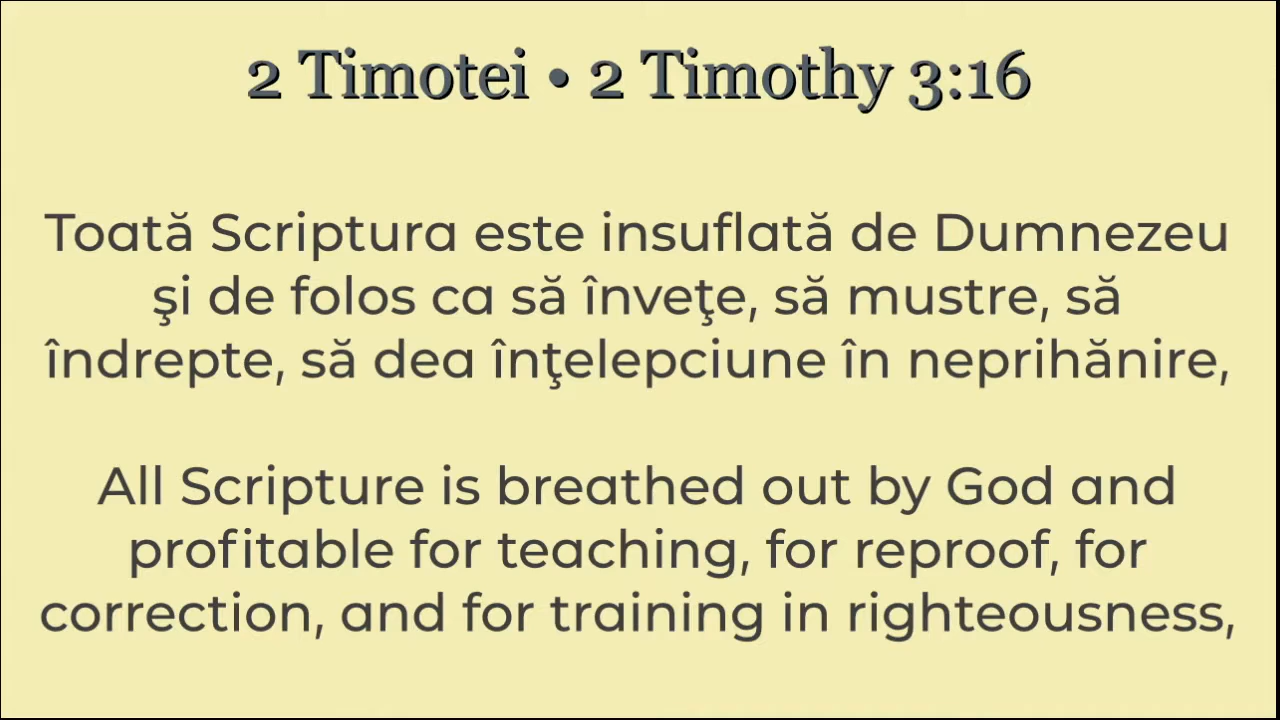 2 Timotei • 2 Timothy 3:16
Toată Scriptura este insuflată de Dumnezeu
şi de folos ca să înveţe, să mustre, să
îndrepte, să dea înţelepciune în neprihănire,
All Scripture is breathed out by God and
profitable for teaching, for reproof, for
correction, and for training in righteousness,